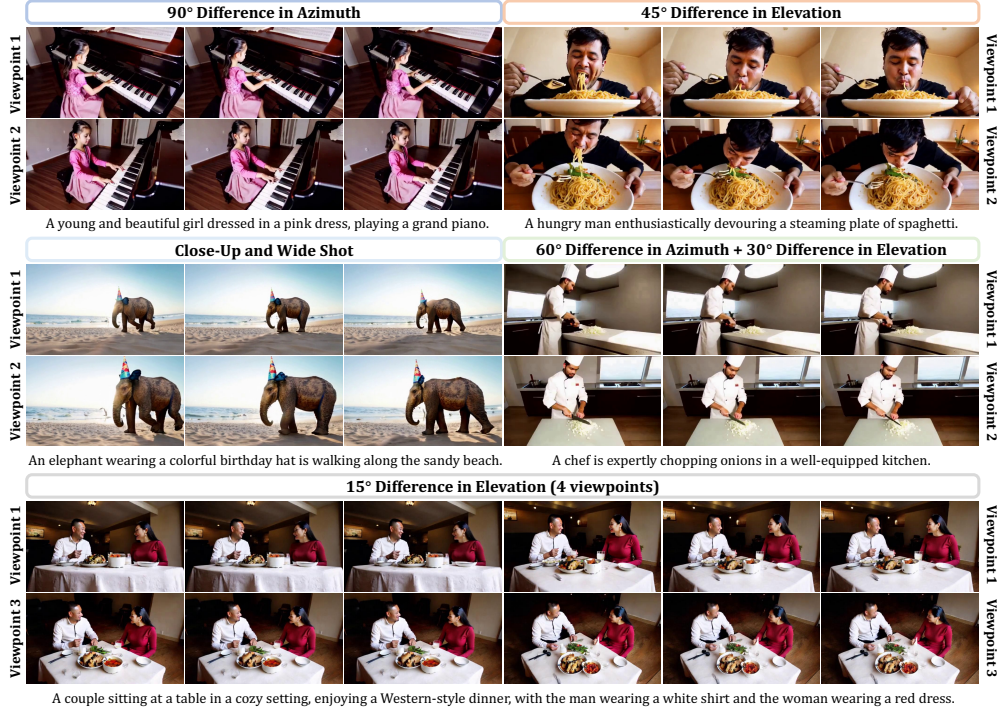 90° Difference in Azimuth
45° Difference in Elevation
Viewpoint 1
Viewpoint 1
Viewpoint 2
Viewpoint 2
A young and beautiful girl dressed in a pink dress, playing a grand piano.
A hungry man enthusiastically devouring a steaming plate of spaghetti.
Close-Up and Wide Shot
60° Difference in Azimuth + 30° Difference in Elevation
Viewpoint 1
Viewpoint 1
Viewpoint 2
Viewpoint 2
An elephant wearing a colorful birthday hat is walking along the sandy beach.
A chef is expertly chopping onions in a well-equipped kitchen.
15° Difference in Elevation (4 viewpoints)
Viewpoint 1
Viewpoint 1
Viewpoint 3
Viewpoint 3
A couple sitting at a table in a cozy setting, enjoying a Western-style dinner, with the man wearing a white shirt and the woman wearing a red dress.